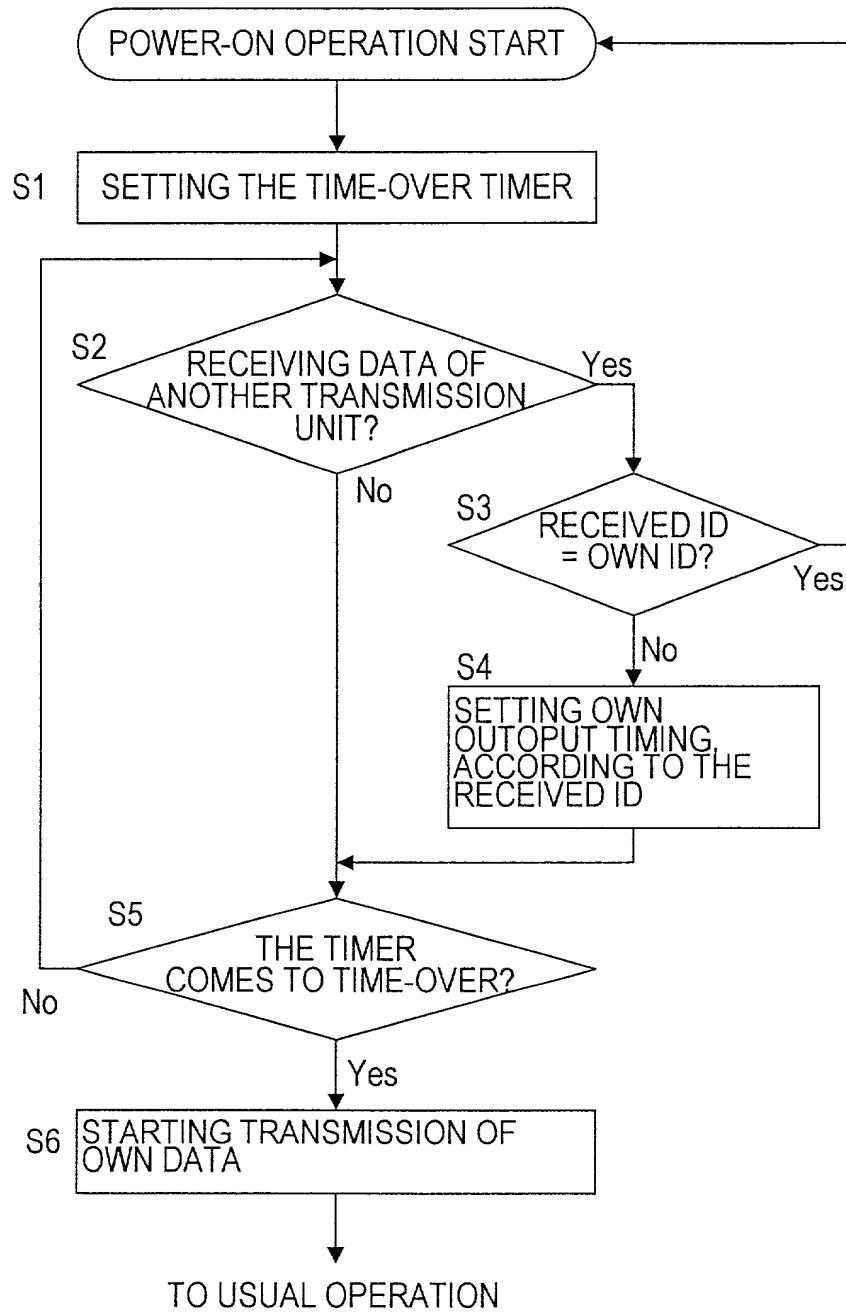 POWER-ON OPERATION START
S1
SETTING THE TIME-OVER TIMER
S2
RECEIVING DATA OF
ANOTHER TRANSMISSION
UNIT?
Yes
No
S3
RECEIVED ID
= OWN ID?
Yes
No
S4
SETTING OWN
OUTOPUT TIMING,
ACCORDING TO THE
RECEIVED ID
S5
THE TIMER
COMES TO TIME-OVER?
No
Yes
S6
STARTING TRANSMISSION OF
OWN DATA
TO USUAL OPERATION